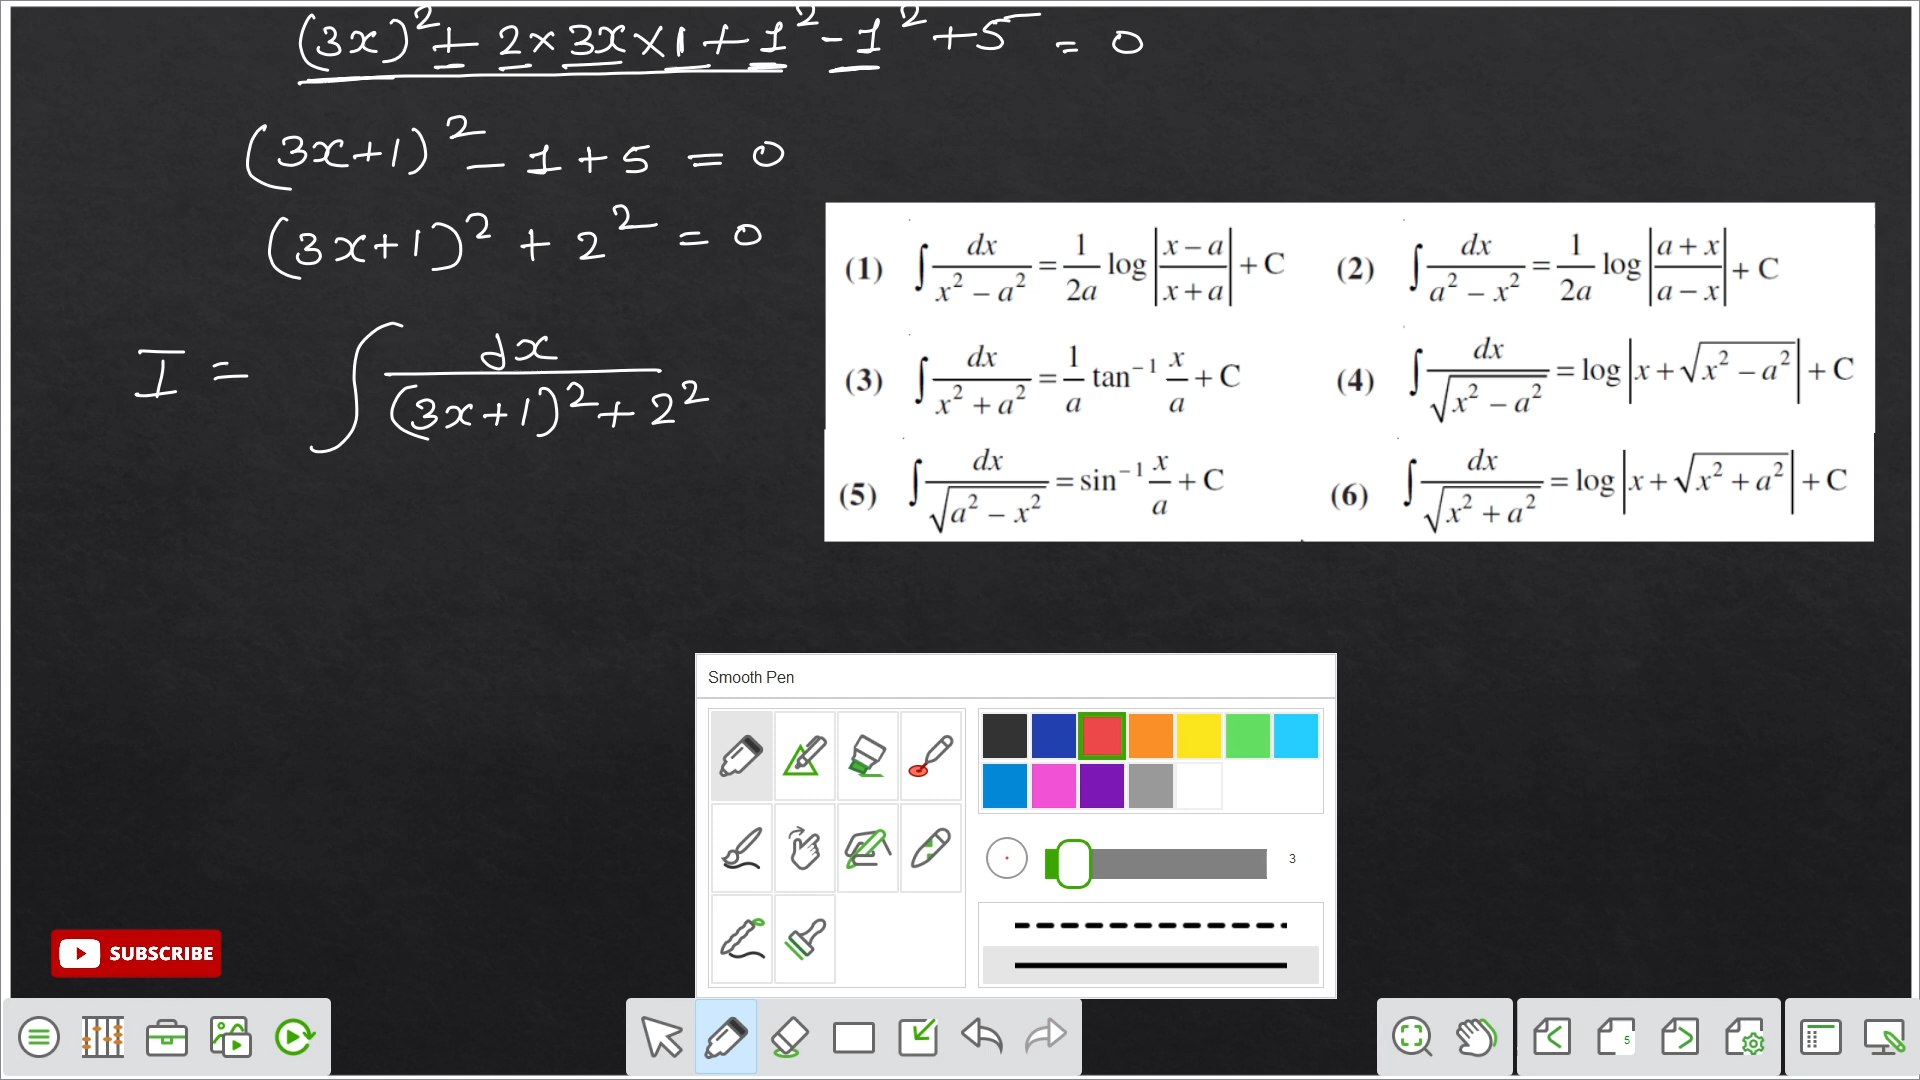 (3x)² + 2 × 3x × 1 + 1² - 1² + 5 = 0
(3x+1)² - 1 + 5 = 0
(3x+1)² + 2² = 0
I = ∫ dx / (3x+1)² + 2²
(1) ∫ dx / x² − a² = 1/2a log |x − a / x + a| + C
(2) ∫ dx / a² − x² = 1/2a log |a + x / a − x| + C
(3) ∫ dx / x² + a² = 1/a tan⁻¹ x/a + C
(4) ∫ dx / √x² − a² = log |x + √x² − a²| + C
(5) ∫ dx / √a² − x² = sin⁻¹ x/a + C
(6) ∫ dx / √x² + a² = log |x + √x² + a²| + C
Smooth Pen
3
SUBSCRIBE
5